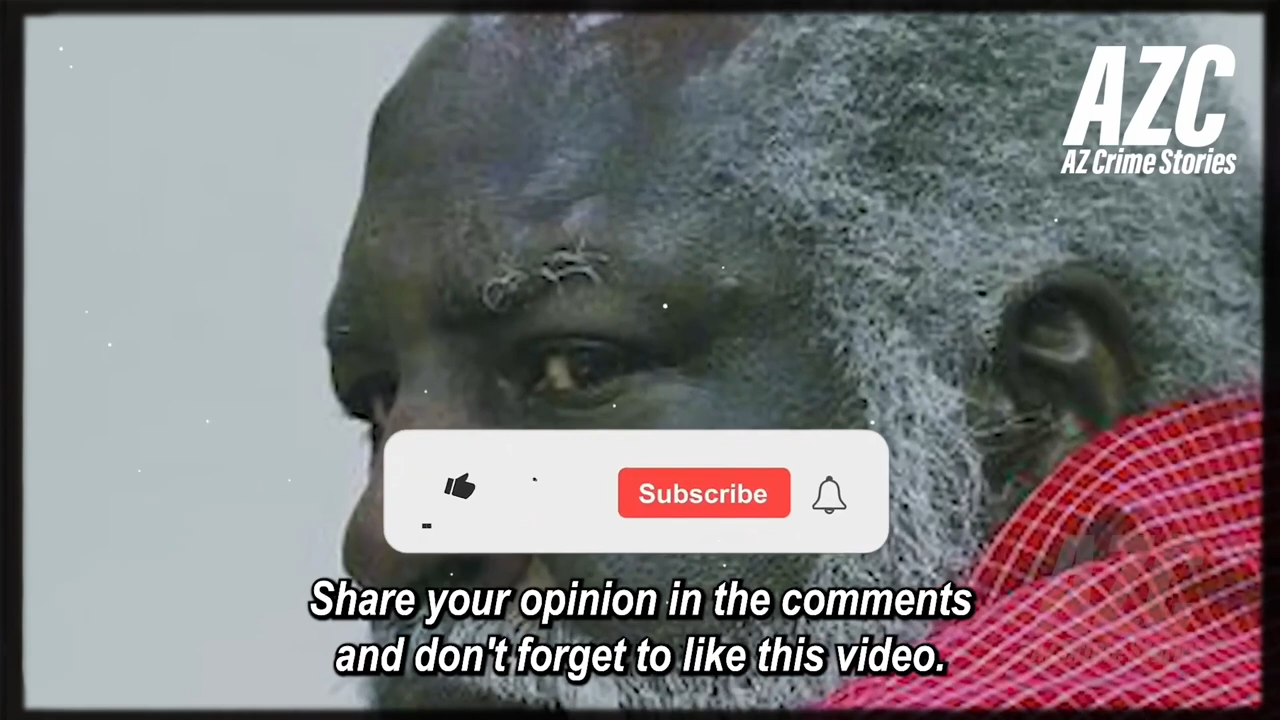 AZC
AZ Crime Stories
Subscribe
Share your opinion in the comments
and don't forget to like this video.